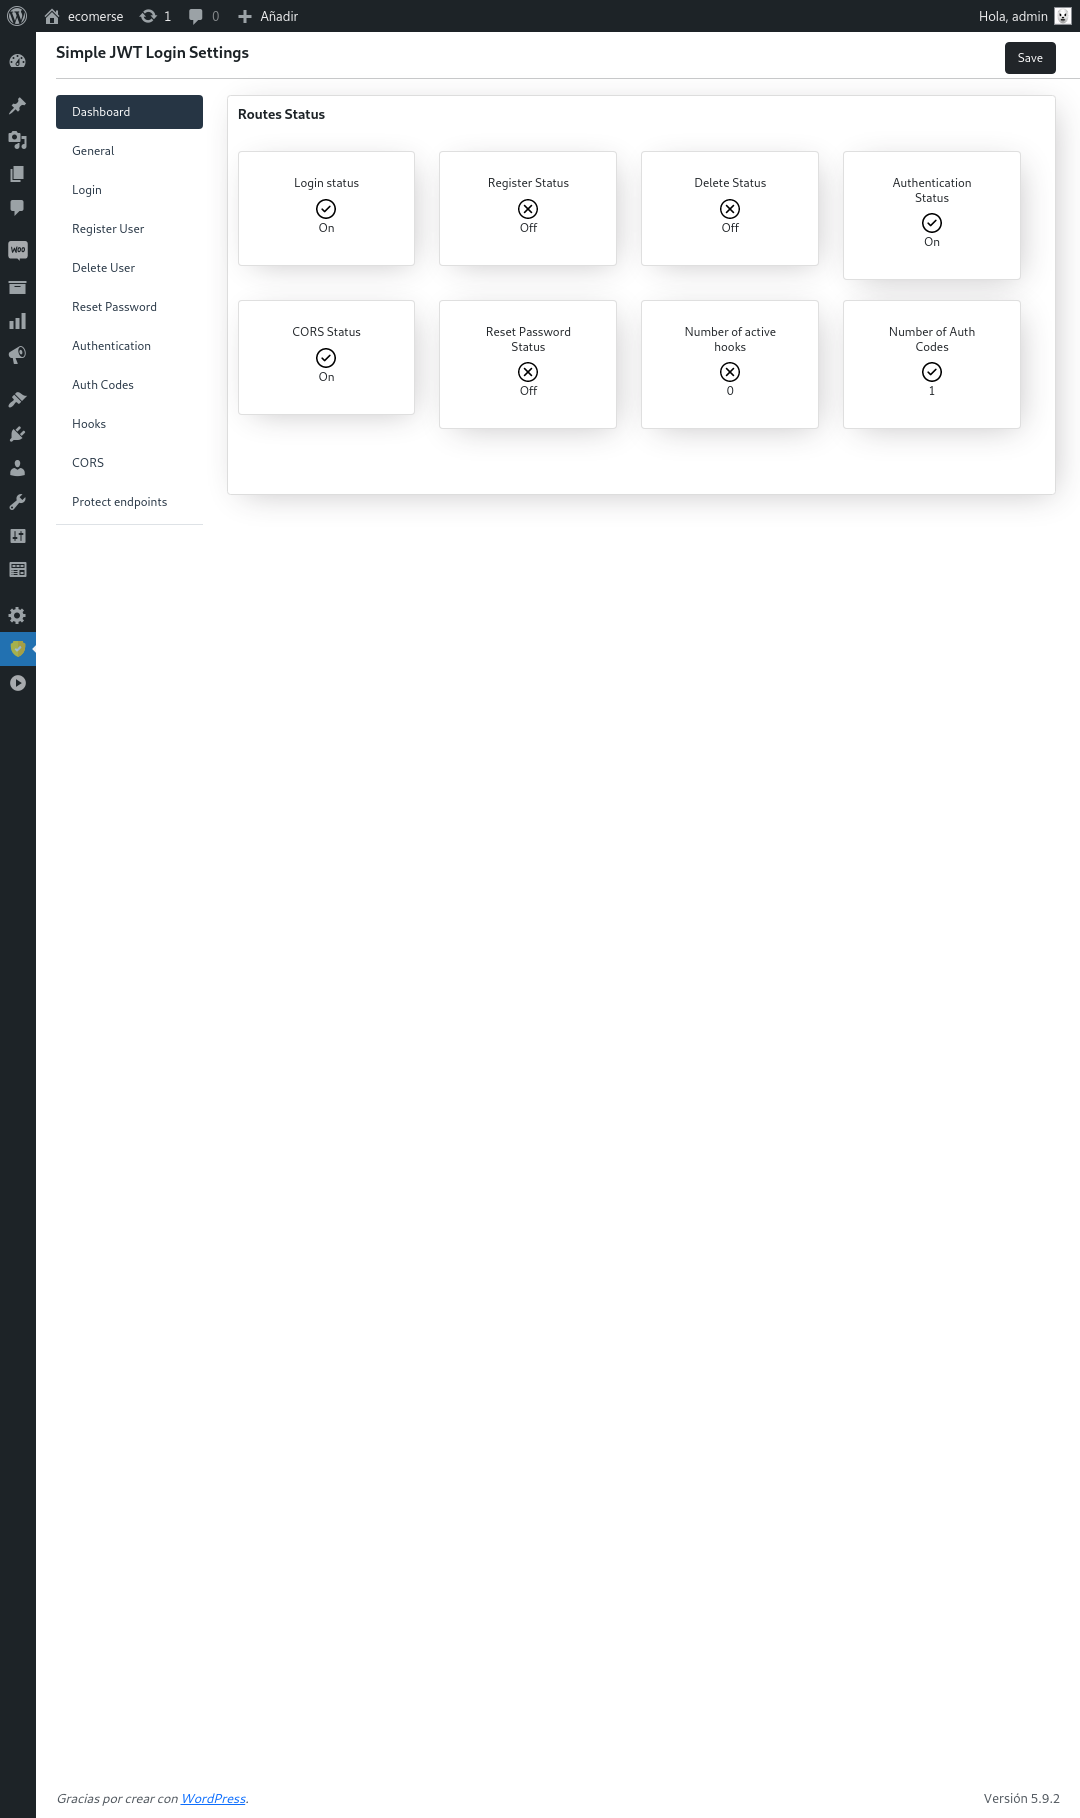 ecomerse 1 0 Añadir Hola, admin
Simple JWT Login Settings
Save
Dashboard
General
Login
Register User
Delete User
Reset Password
Authentication
Auth Codes
Hooks
CORS
Protect endpoints
Routes Status
Login status
On
Register Status
Off
Delete Status
Off
Authentication
Status
On
CORS Status
On
Reset Password
Status
Off
Number of active
hooks
0
Number of Auth
Codes
1
WOO
Gracias por crear con WordPress.
Versión 5.9.2